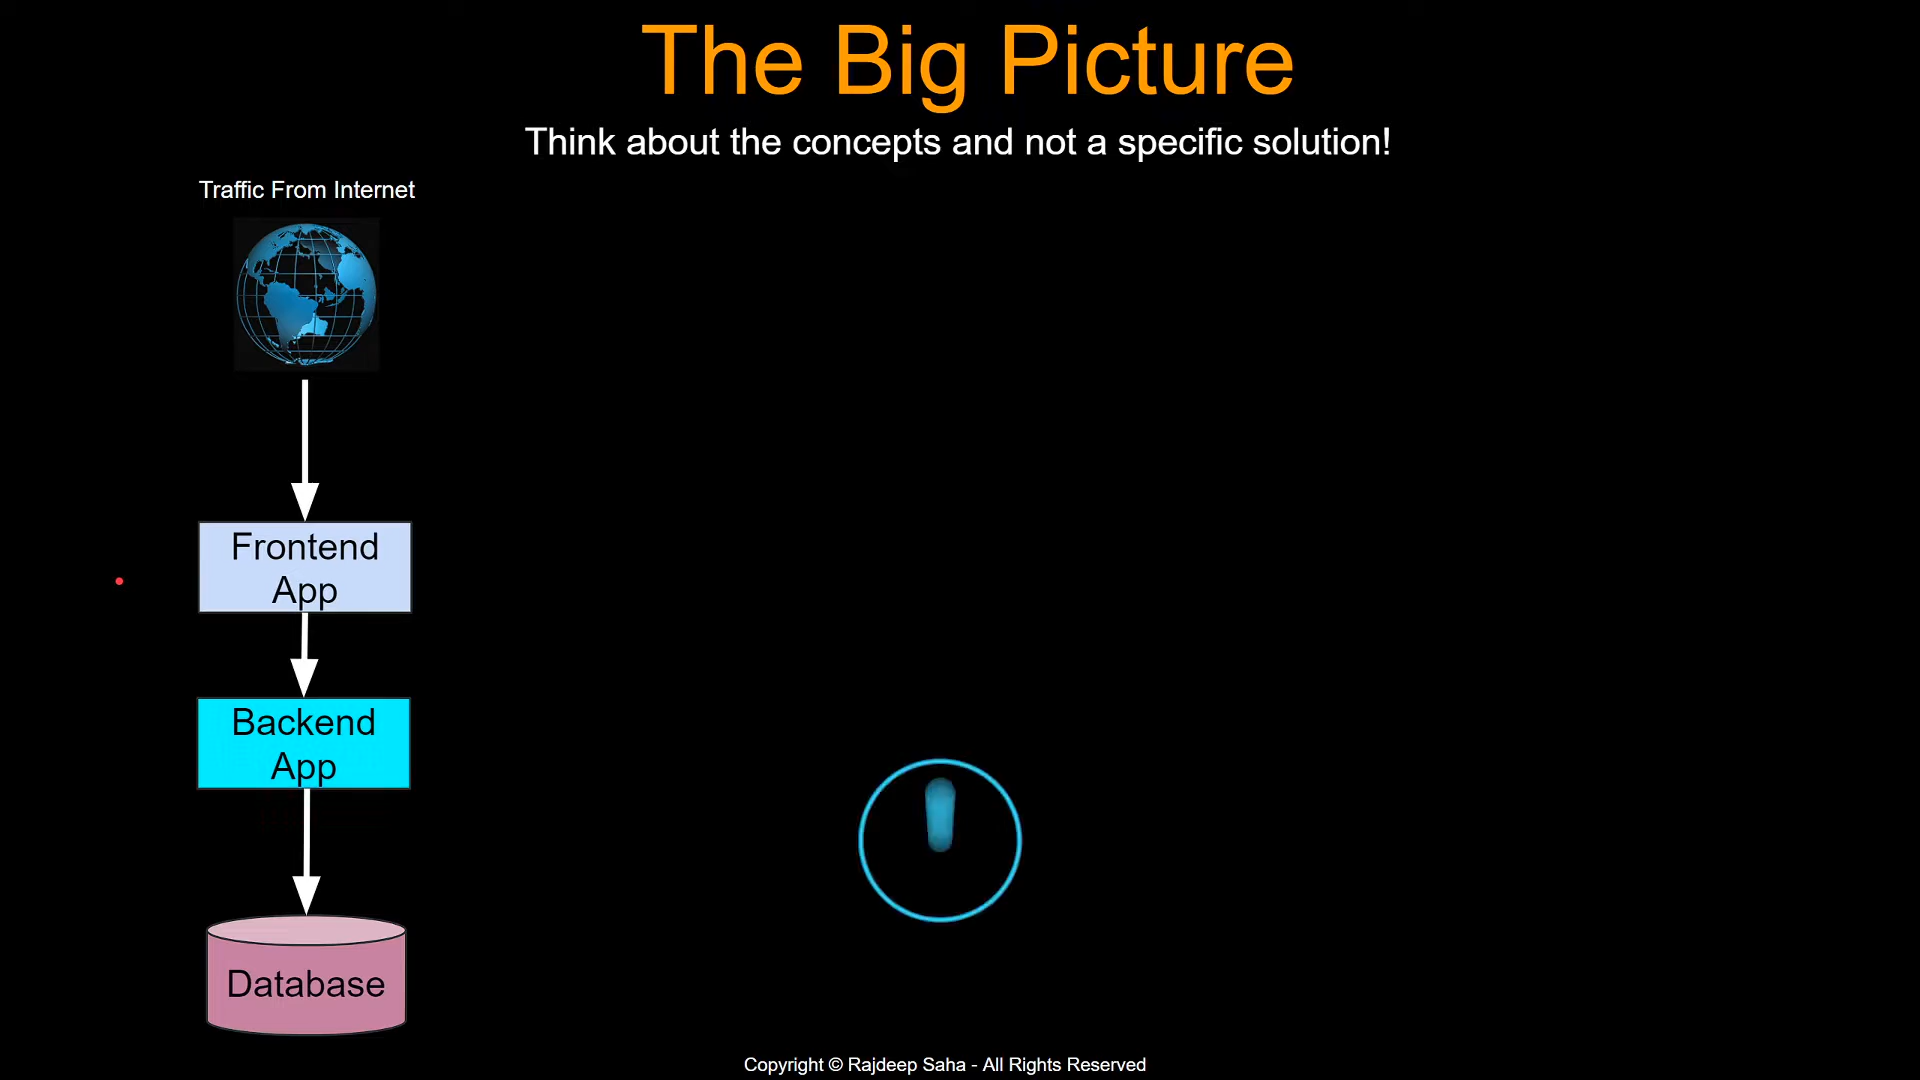 The Big Picture
Think about the concepts and not a specific solution!
Traffic From Internet
Frontend
App
Backend
App
Database
Copyright © Rajdeep Saha - All Rights Reserved